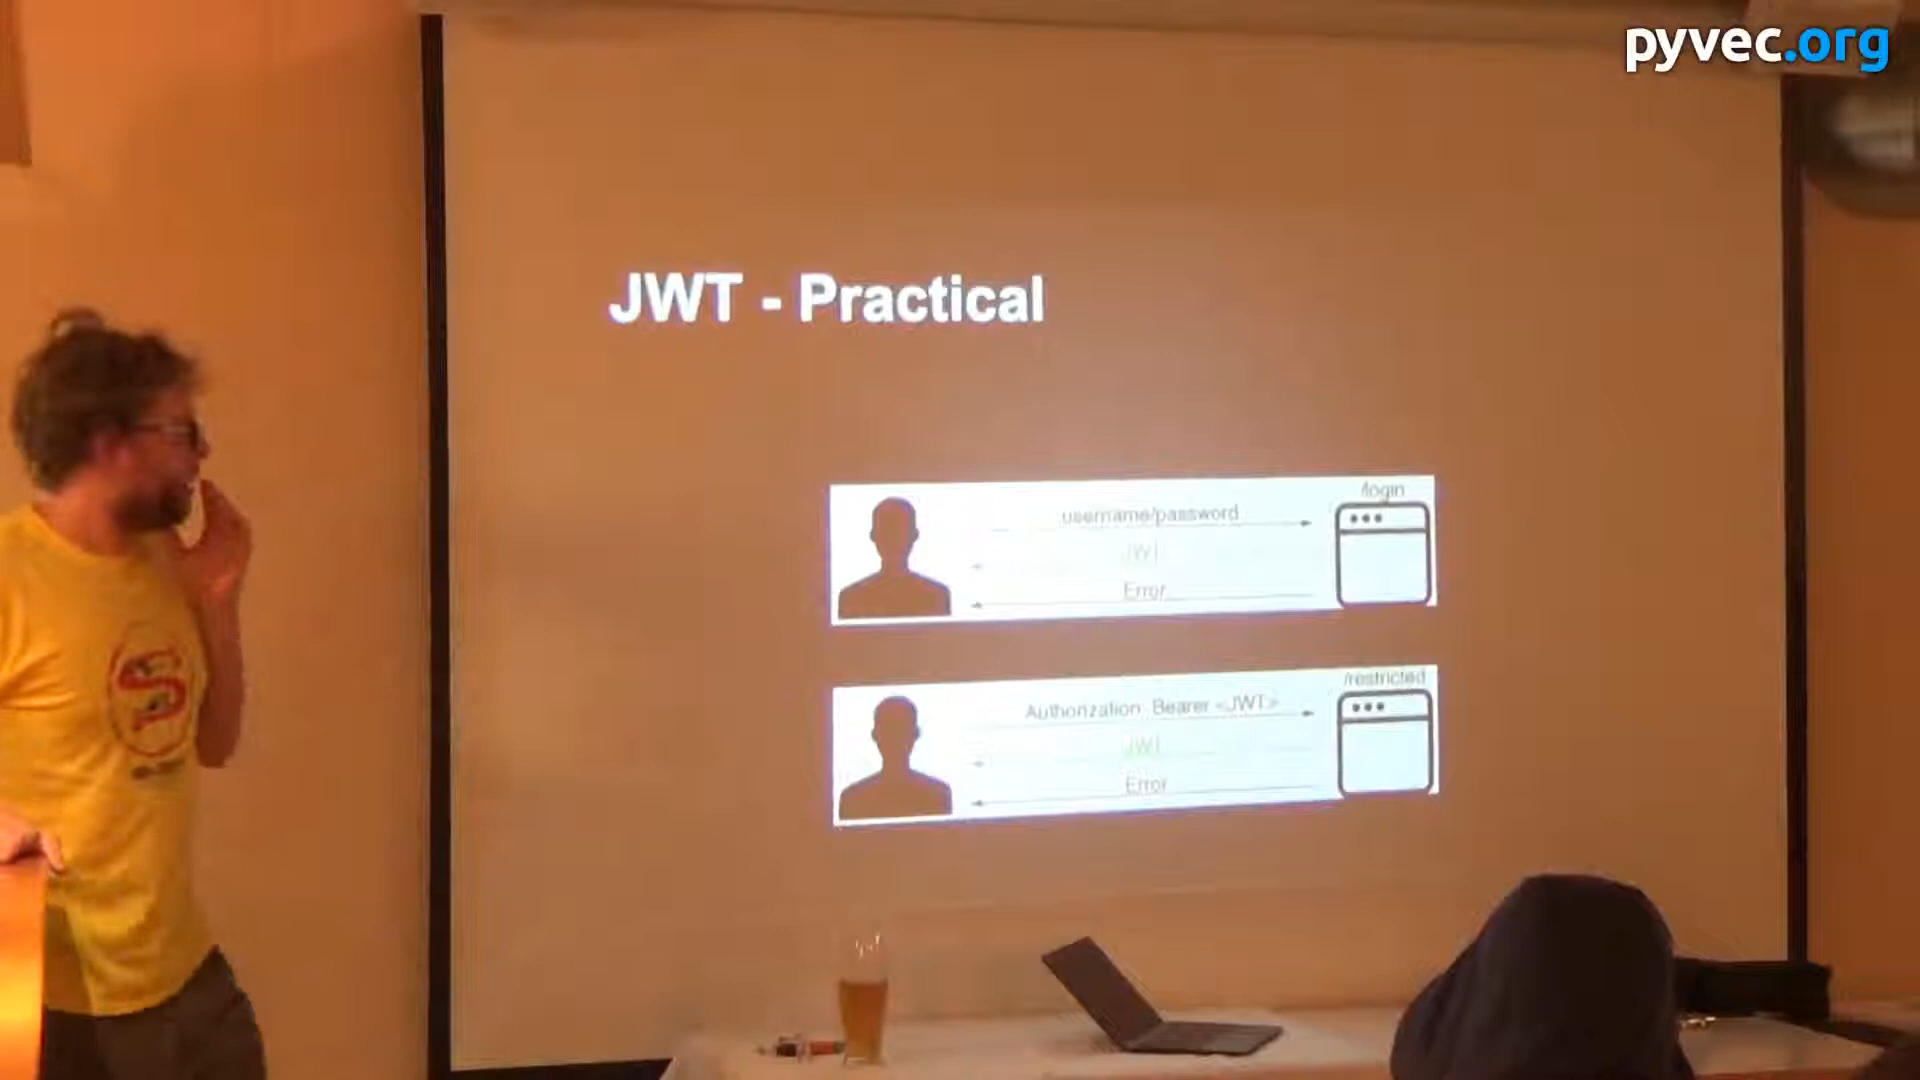 pyvec.org
JWT - Practical
/login
username/password
JWT
Error
/restricted
Authorization: Bearer <JWT>
JWT
Error
S